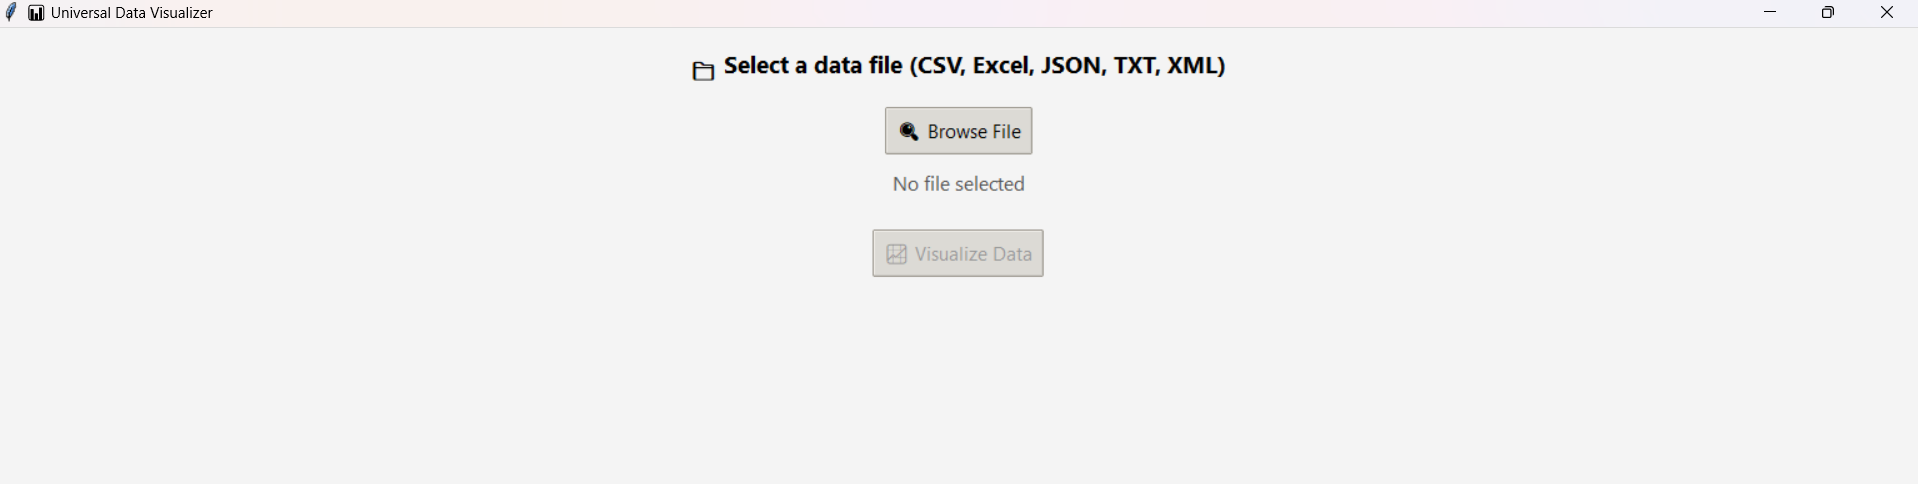 Universal Data Visualizer
Select a data file (CSV, Excel, JSON, TXT, XML)
Browse File
No file selected
Visualize Data